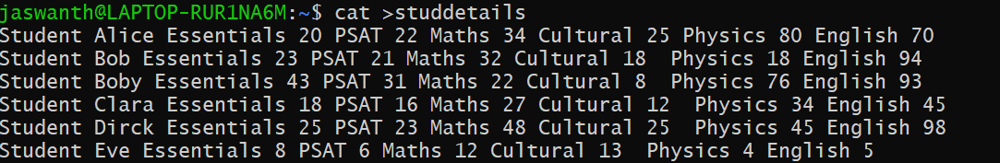 jaswanth@LAPTOP-RUR1NA6M:~$ cat >studdetails
Student Alice Essentials 20 PSAT 22 Maths 34 Cultural 25 Physics 80 English 70
Student Bob Essentials 23 PSAT 21 Maths 32 Cultural 18  Physics 18 English 94
Student Boby Essentials 43 PSAT 31 Maths 22 Cultural 8  Physics 76 English 93
Student Clara Essentials 18 PSAT 16 Maths 27 Cultural 12  Physics 34 English 45
Student Dirck Essentials 25 PSAT 23 Maths 48 Cultural 25  Physics 45 English 98
Student Eve Essentials 8 PSAT 6 Maths 12 Cultural 13  Physics 4 English 5